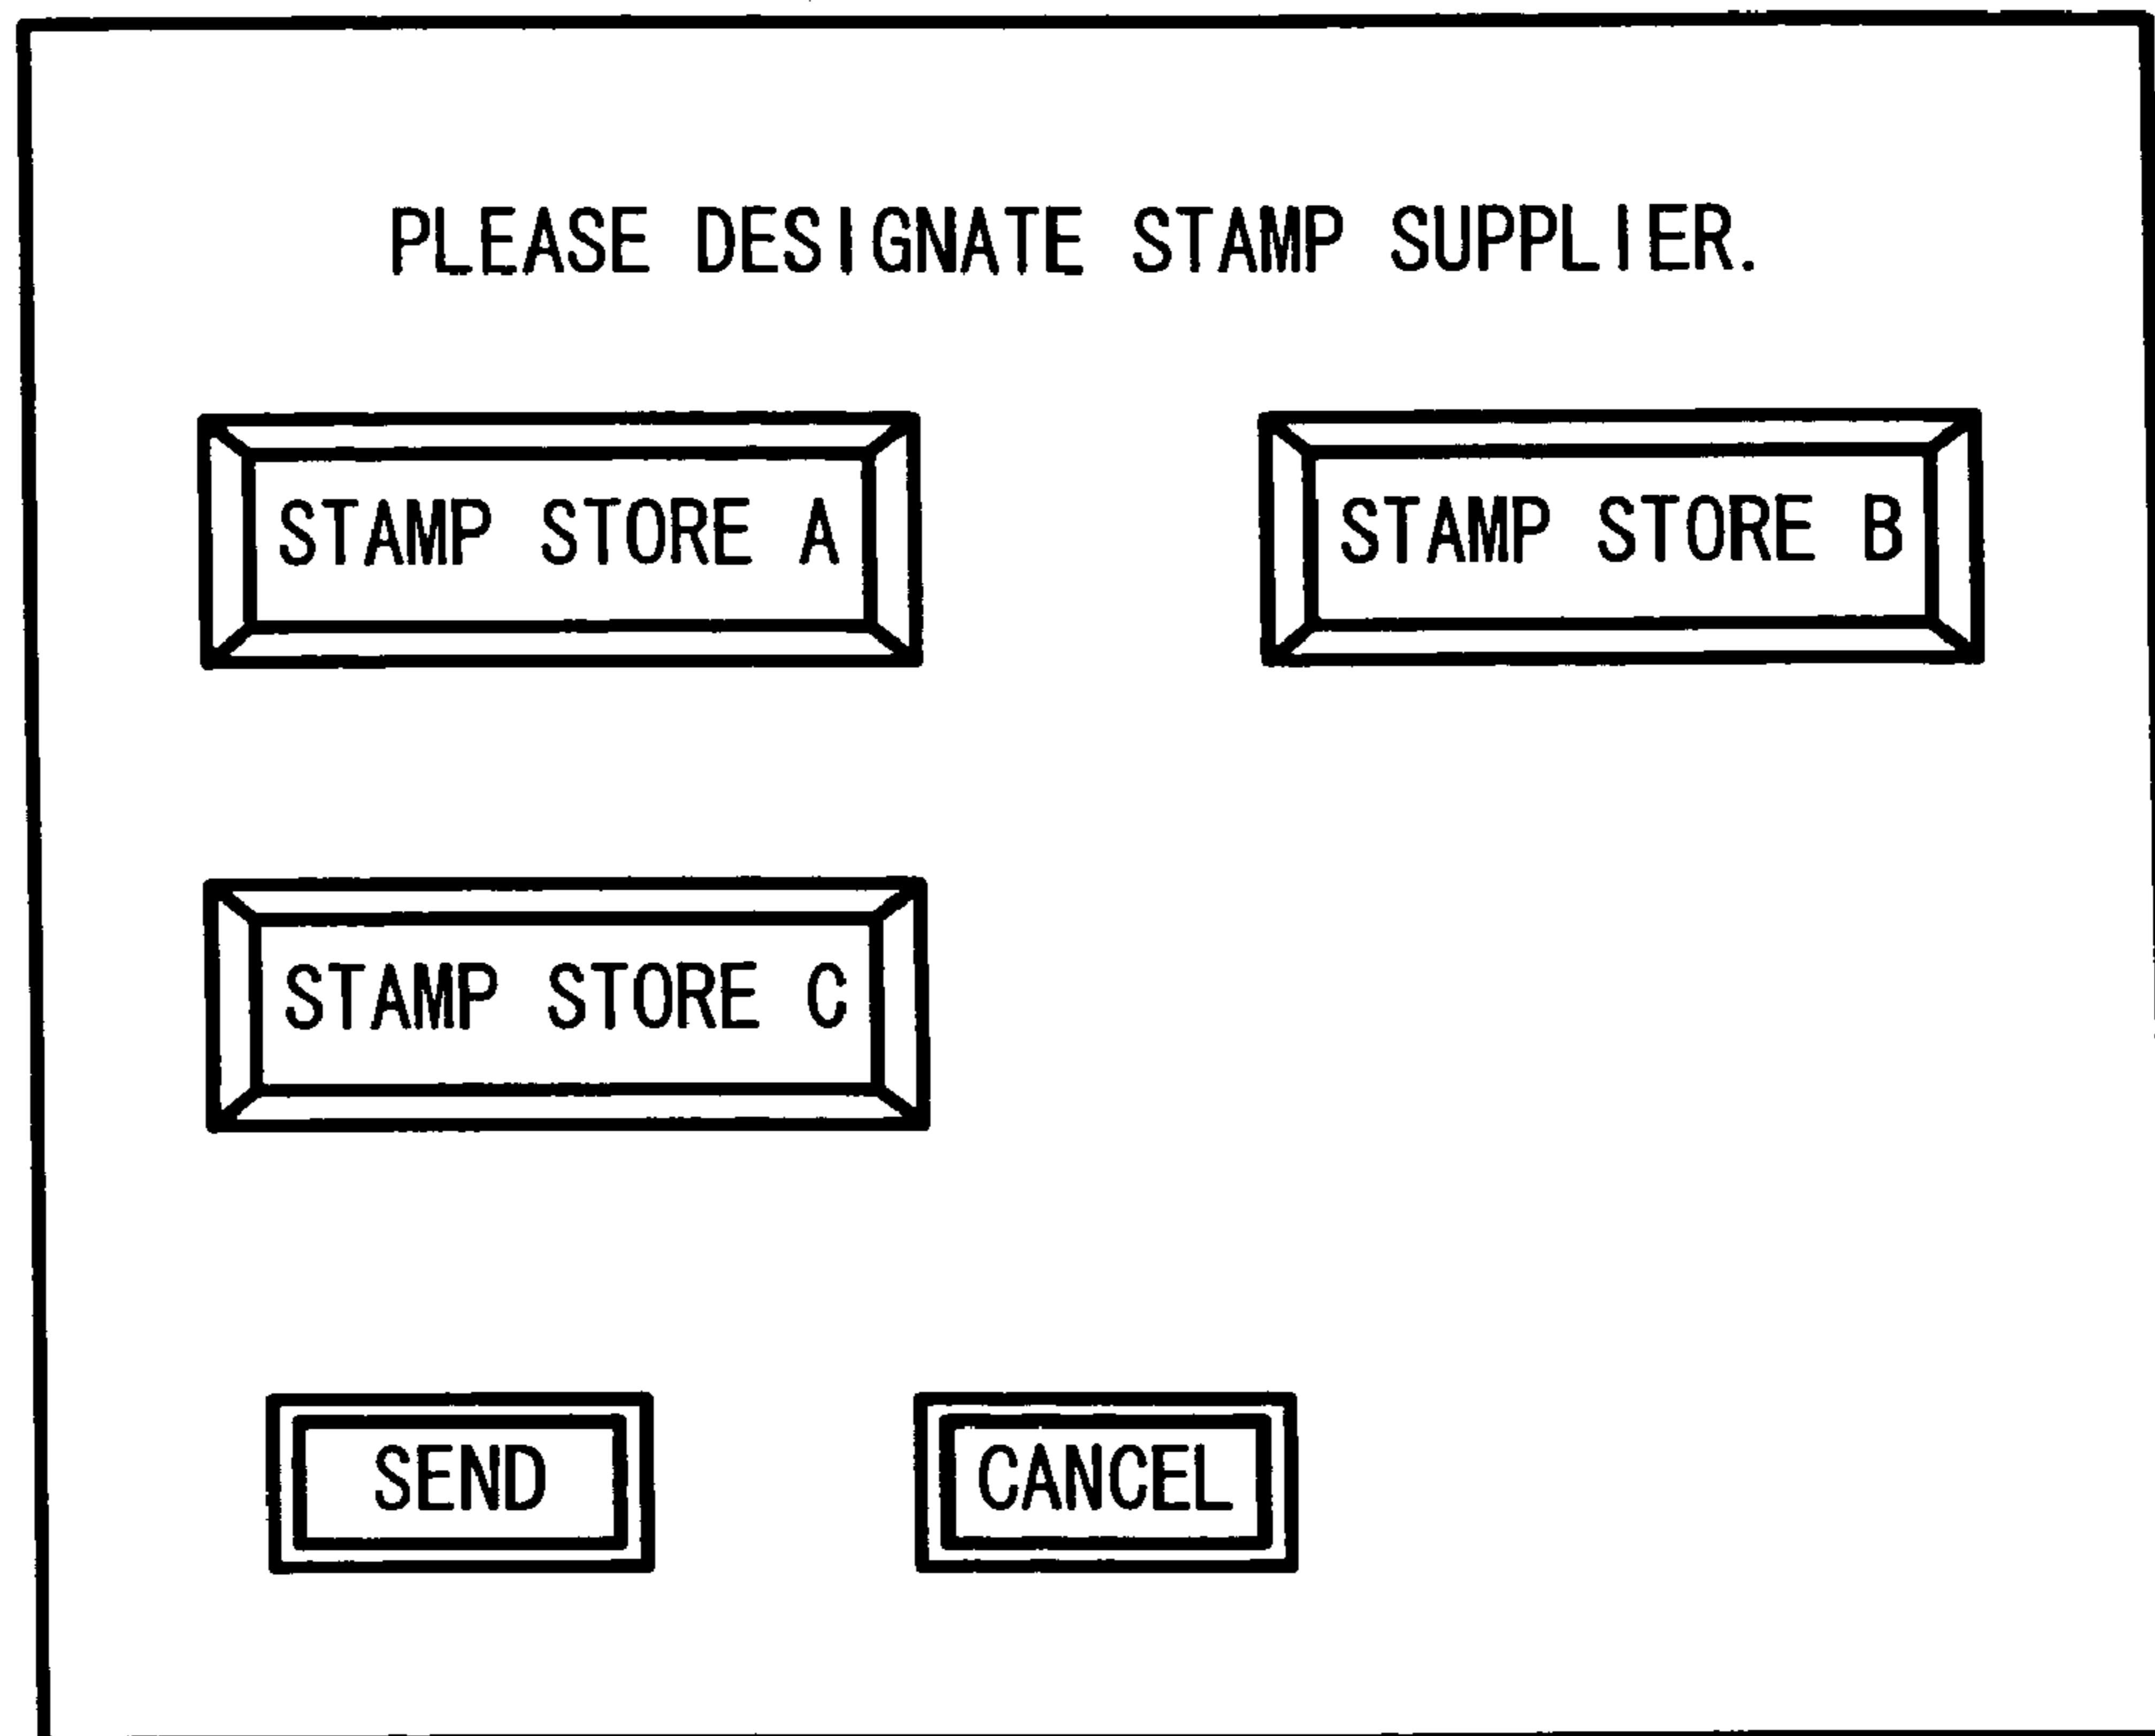 PLEASE DESIGNATE STAMP SUPPLIER.
STAMP STORE A
STAMP STORE B
STAMP STORE C
SEND
CANCEL